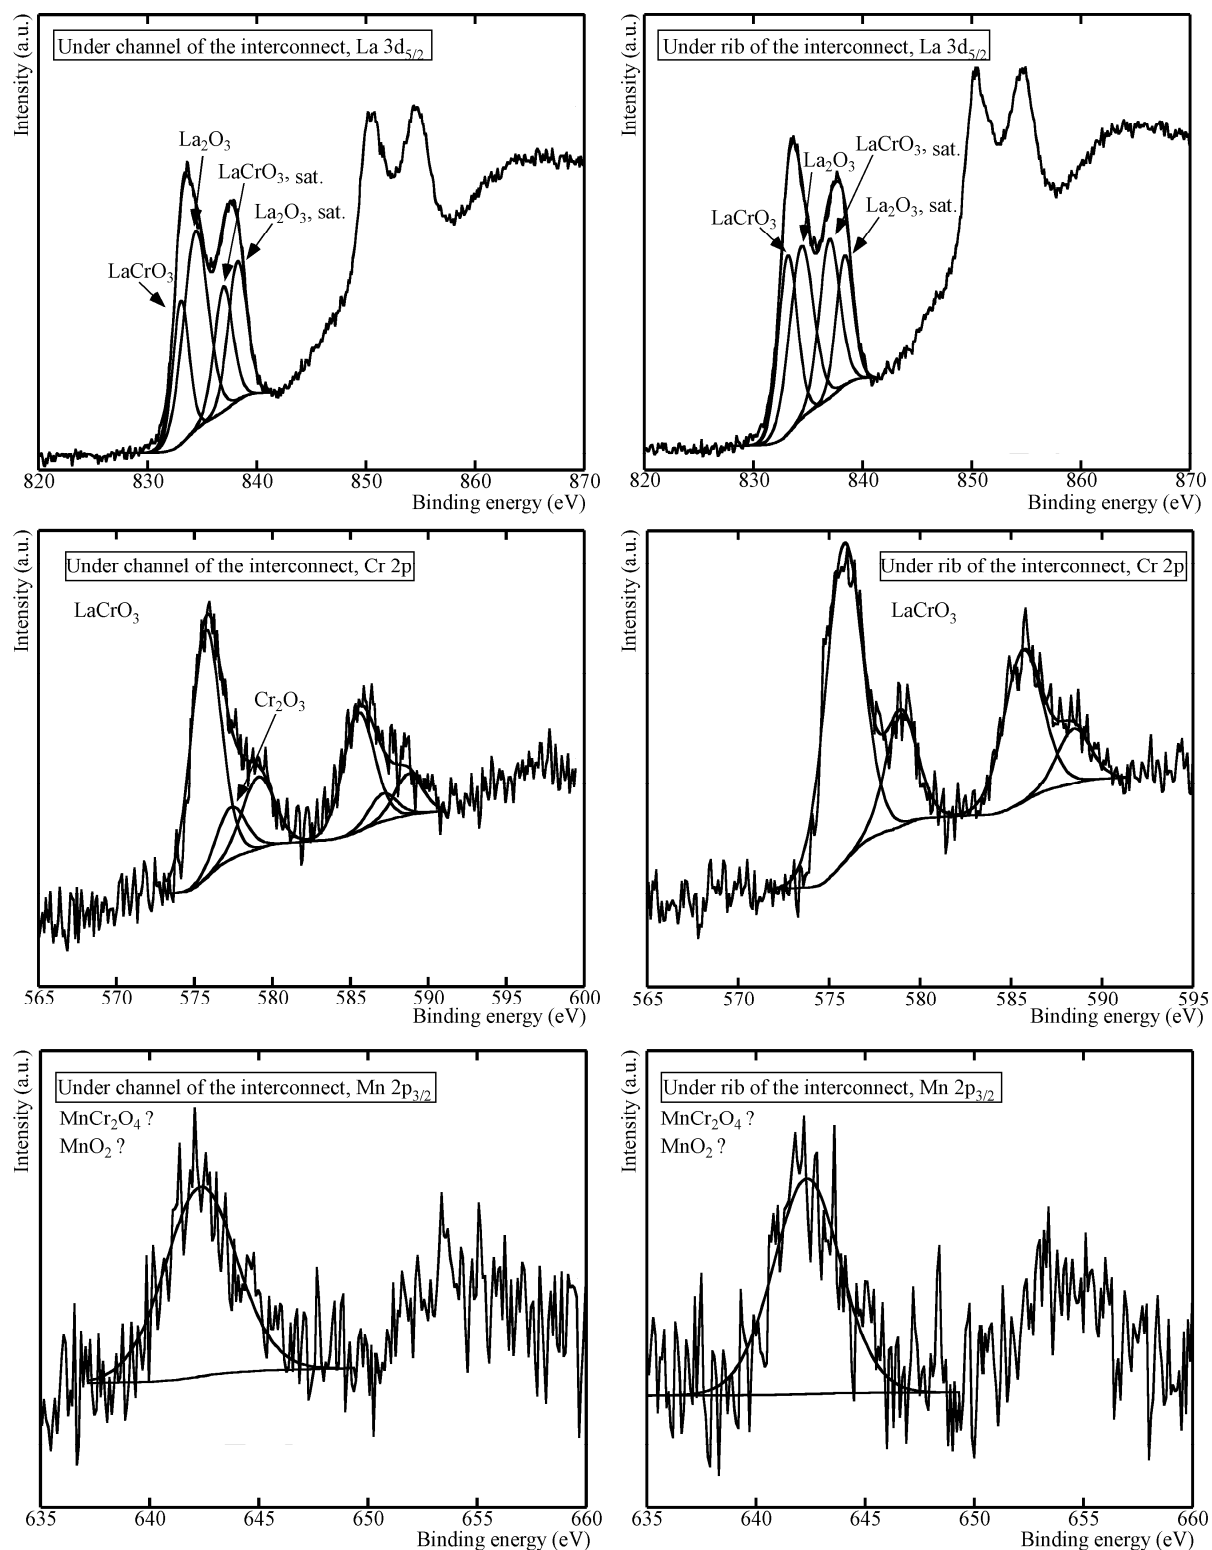 Intensity (a.u.)
Under channel of the interconnect, La 3d5/2
La2O3
LaCrO3, sat.
La2O3, sat.
LaCrO3
820 830 840 850 860 870
Binding energy (eV)
Intensity (a.u.)
Under rib of the interconnect, La 3d5/2
LaCrO3, sat.
La2O3
La2O3, sat.
LaCrO3
820 830 840 850 860 870
Binding energy (eV)
Intensity (a.u.)
Under channel of the interconnect, Cr 2p
LaCrO3
Cr2O3
565 570 575 580 585 590 595 600
Binding energy (eV)
Intensity (a.u.)
Under rib of the interconnect, Cr 2p
LaCrO3
565 570 575 580 585 590 595
Binding energy (eV)
Intensity (a.u.)
Under channel of the interconnect, Mn 2p3/2
MnCr2O4 ?
MnO2 ?
635 640 645 650 655 660
Binding energy (eV)
Intensity (a.u.)
Under rib of the interconnect, Mn 2p3/2
MnCr2O4 ?
MnO2 ?
635 640 645 650 655 660
Binding energy (eV)